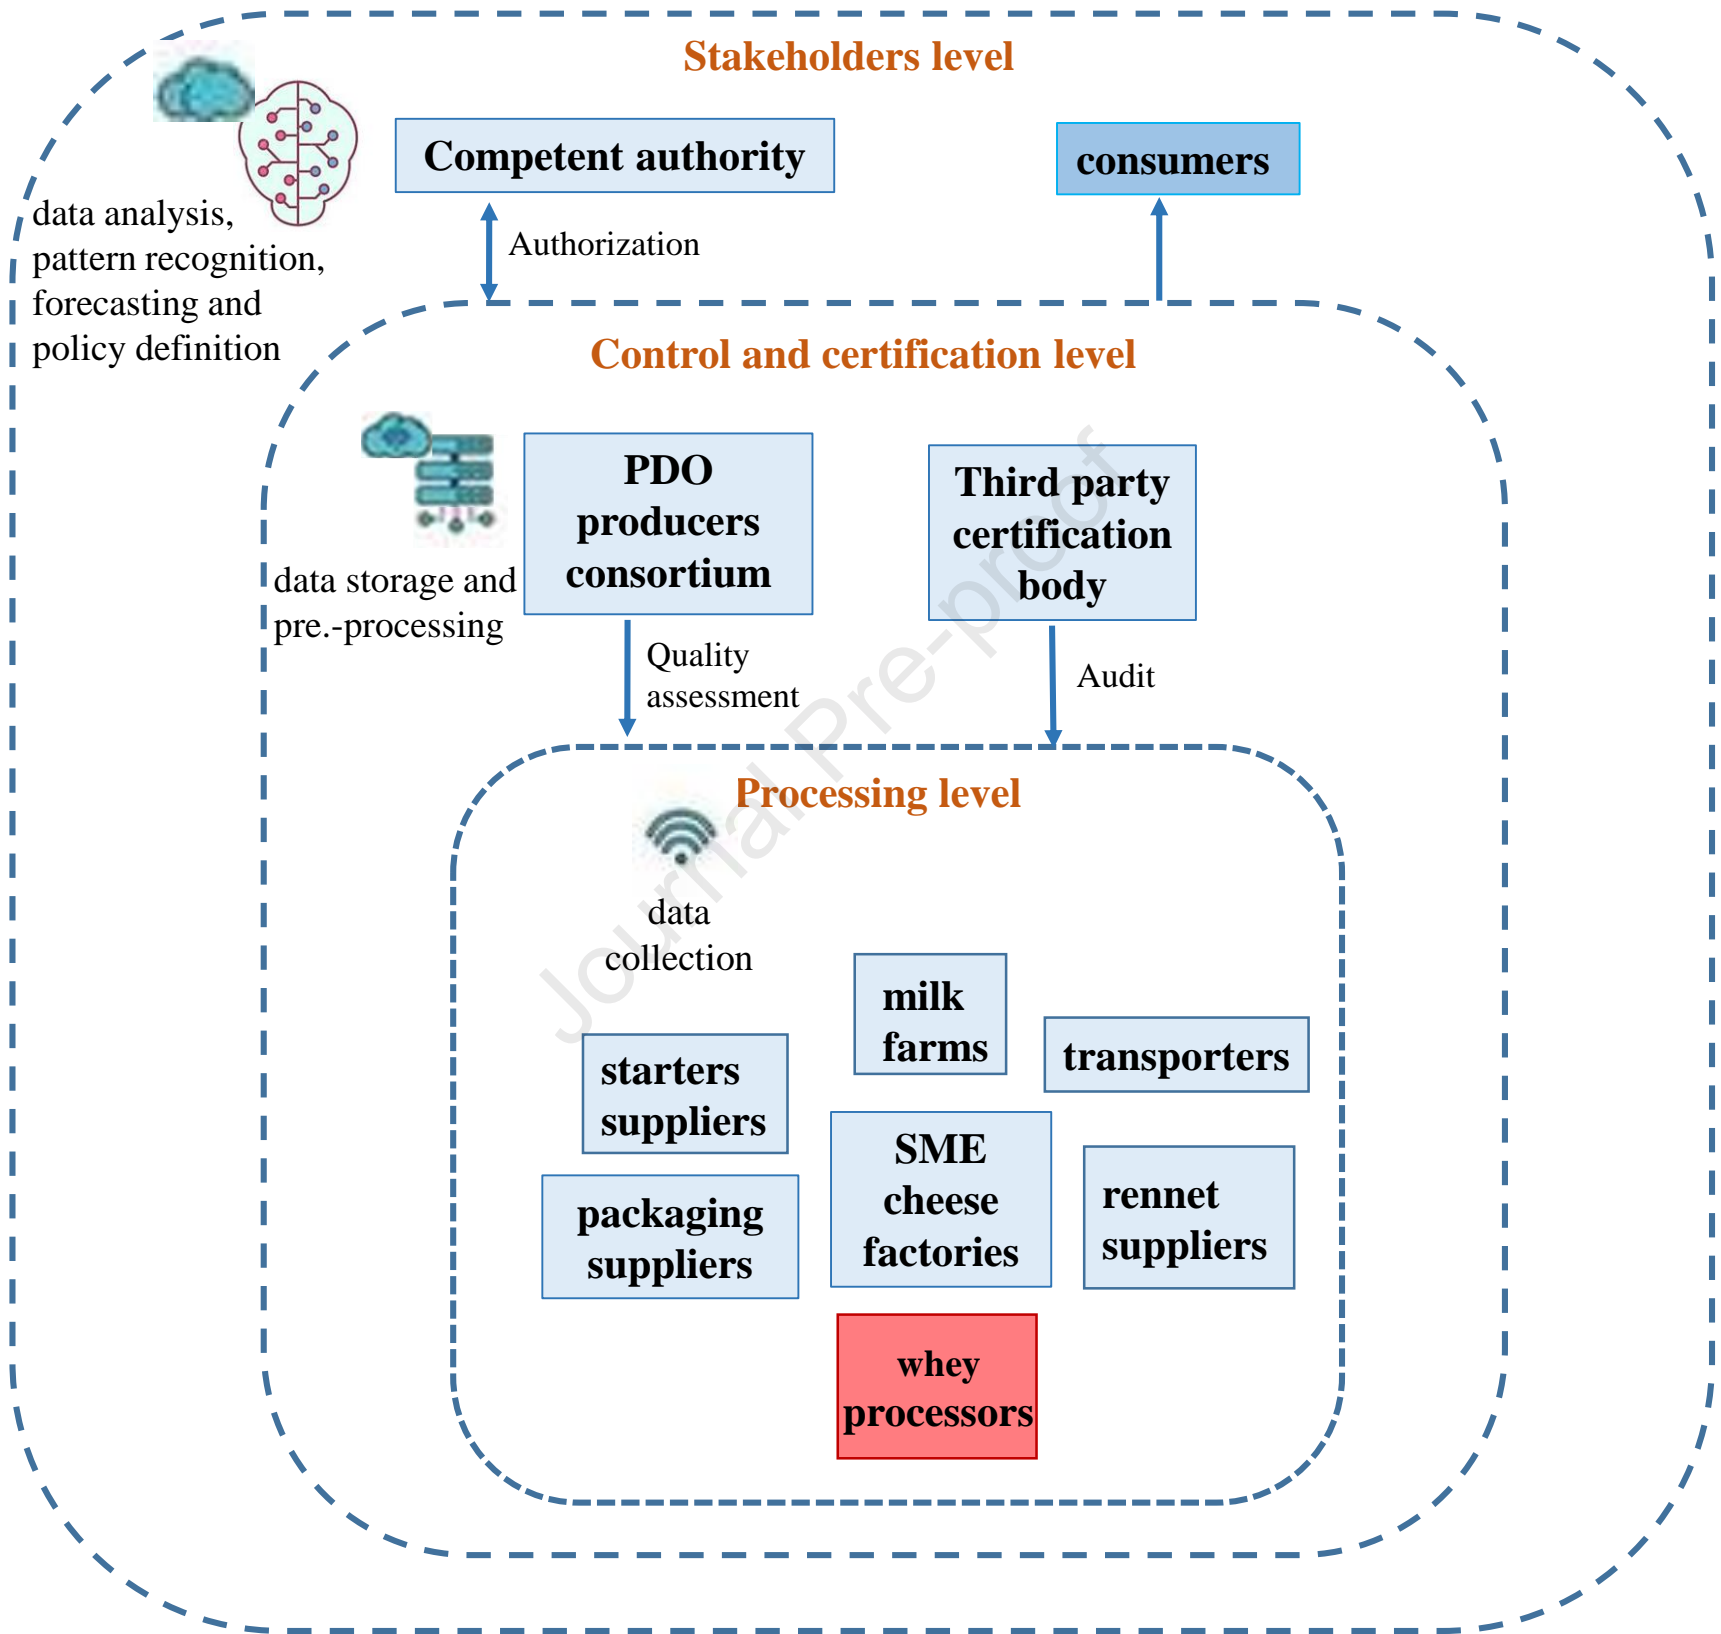 Stakeholders level
Competent authority
consumers
data analysis,
pattern recognition,
forecasting and
policy definition
Authorization
Control and certification level
PDO
producers
consortium
Third party
certification
body
data storage and
pre.-processing
Quality
assessment
Audit
Journal Pre-proof
Processing level
data
collection
milk
farms
transporters
starters
suppliers
SME
cheese
factories
rennet
suppliers
packaging
suppliers
whey
processors